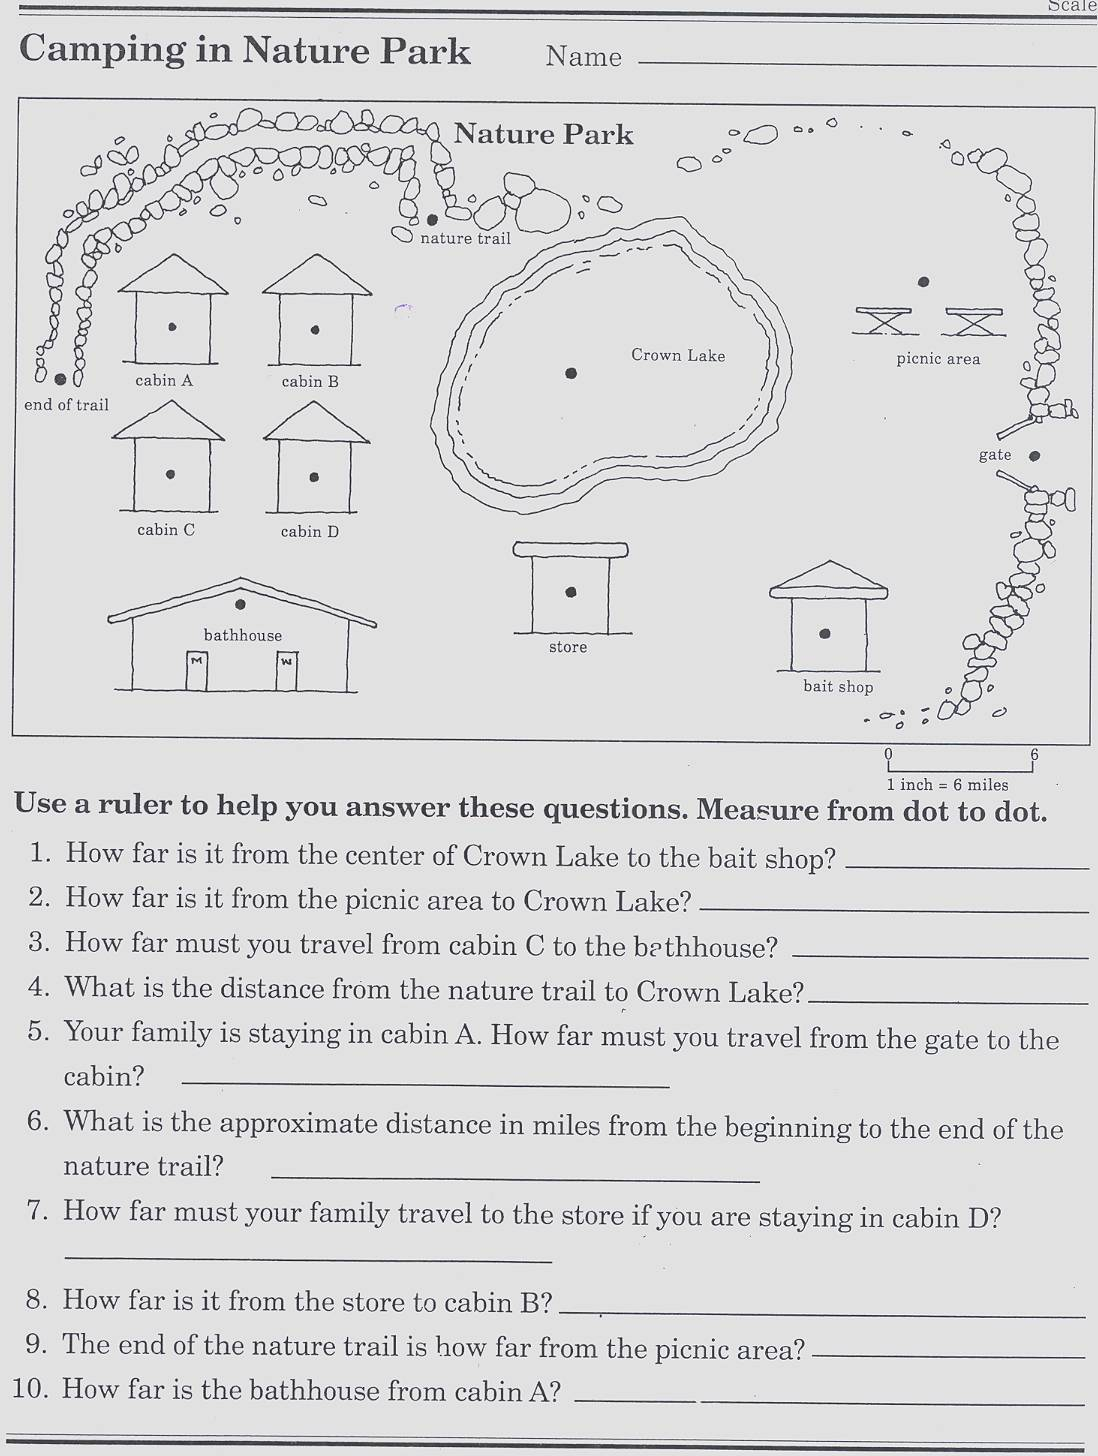 Scale
Camping in Nature Park Name
Nature Park
nature trail
Crown Lake
picnic area
cabin A
cabin B
end of trail
gate
cabin C
cabin D
bathhouse
M
W
store
bait shop
0 6
1 inch = 6 miles
Use a ruler to help you answer these questions. Measure from dot to dot.
1. How far is it from the center of Crown Lake to the bait shop?
2. How far is it from the picnic area to Crown Lake?
3. How far must you travel from cabin C to the bathhouse?
4. What is the distance from the nature trail to Crown Lake?
5. Your family is staying in cabin A. How far must you travel from the gate to the
cabin?
6. What is the approximate distance in miles from the beginning to the end of the
nature trail?
7. How far must your family travel to the store if you are staying in cabin D?
8. How far is it from the store to cabin B?
9. The end of the nature trail is how far from the picnic area?
10. How far is the bathhouse from cabin A?